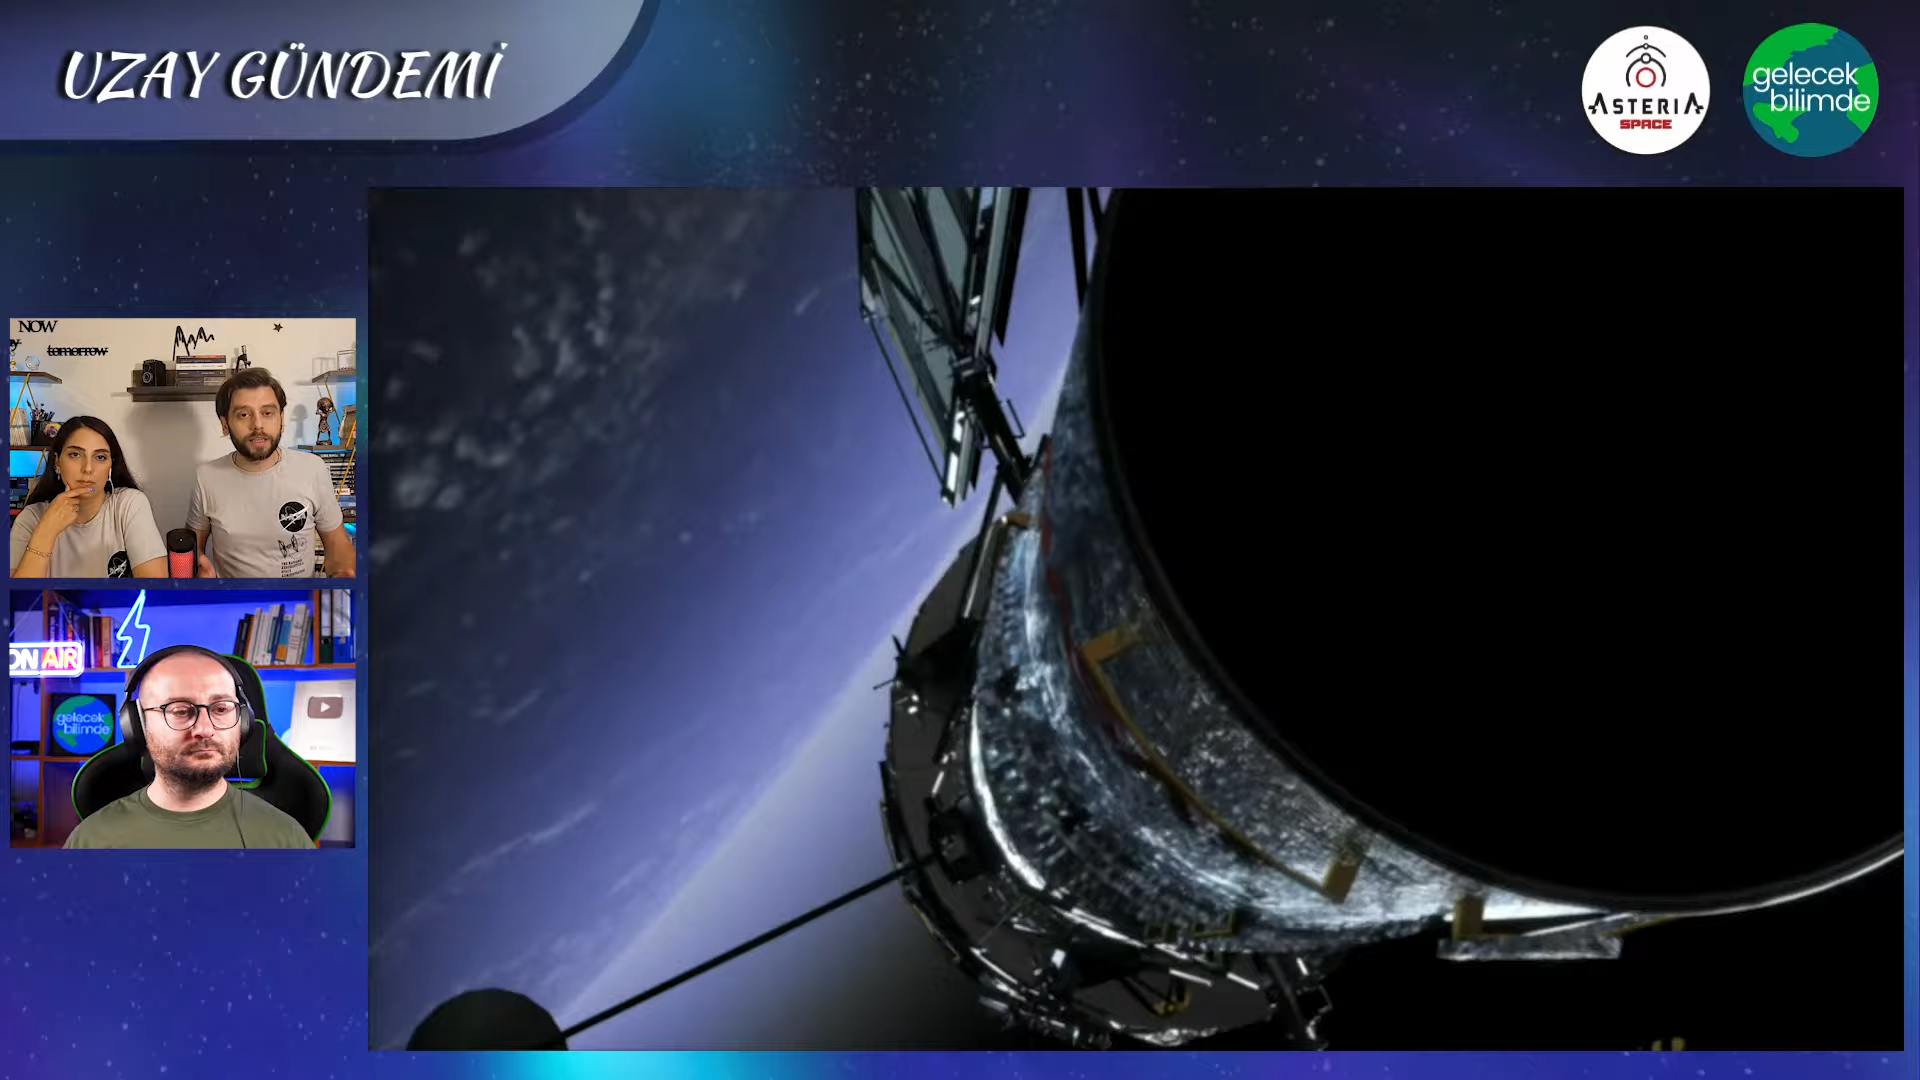 UZAY GÜNDEMİ
ASTERIA
SPACE
gelecek
bilimde
NOW
tomorrow
ON AIR
gelecek
bilimde